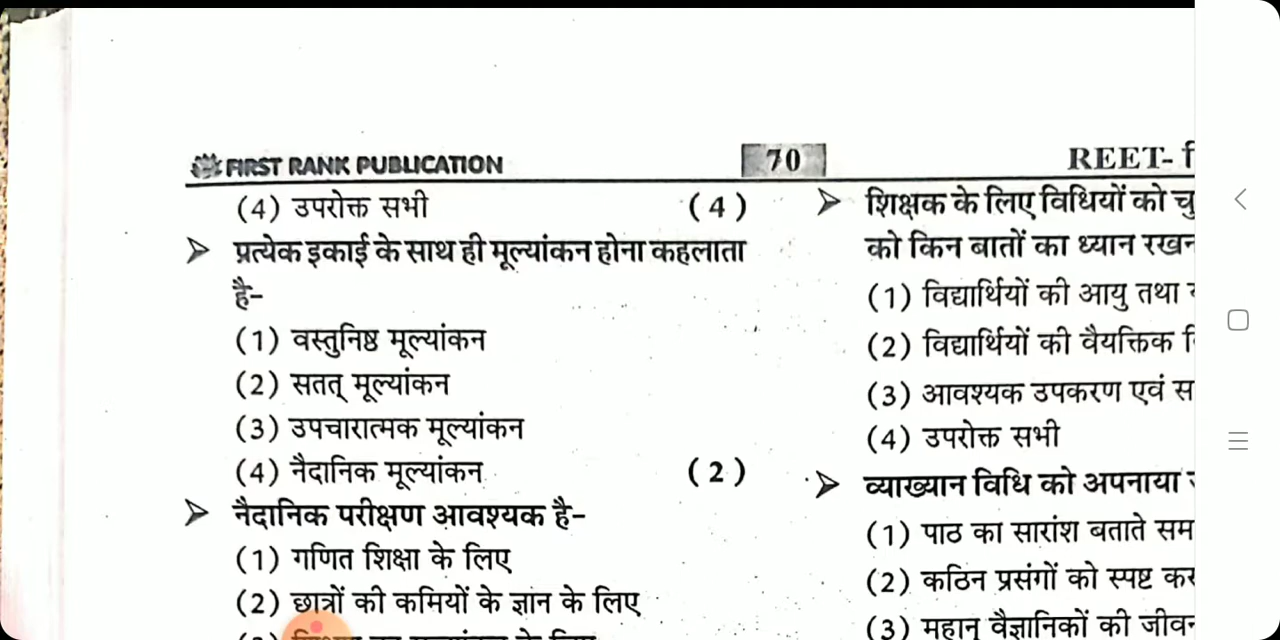 FIRST RANK PUBLICATION
70
REET-
(4) उपरोक्त सभी (4)
➢ प्रत्येक इकाई के साथ ही मूल्यांकन होना कहलाता
है-
(1) वस्तुनिष्ठ मूल्यांकन
(2) सतत् मूल्यांकन
(3) उपचारात्मक मूल्यांकन
(4) नैदानिक मूल्यांकन (2)
➢ नैदानिक परीक्षण आवश्यक है-
(1) गणित शिक्षा के लिए
(2) छात्रों की कमियों के ज्ञान के लिए
➢ शिक्षक के लिए विधियों को
को किन बातों का ध्यान
(1) विद्यार्थियों की आयु तथा
(2) विद्यार्थियों की वैयक्तिक
(3) आवश्यक उपकरण एवं
(4) उपरोक्त सभी
➢ व्याख्यान विधि को अपनाया
(1) पाठ का सारांश बताते
(2) कठिन प्रसंगों को स्पष्ट
(3) महान् वैज्ञानिकों की